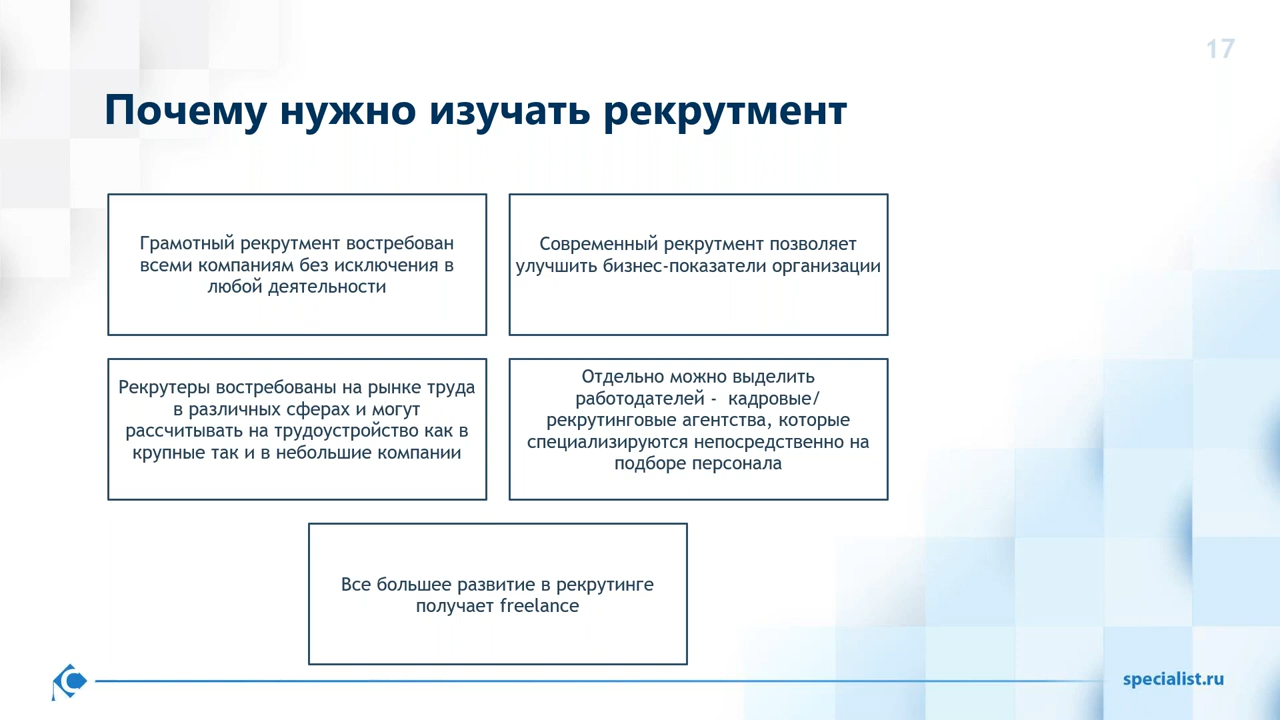 17
Почему нужно изучать рекрутмент
Грамотный рекрутмент востребован
всеми компаниям без исключения в
любой деятельности
Современный рекрутмент позволяет
улучшить бизнес-показатели организации
Рекрутеры востребованы на рынке труда
в различных сферах и могут
рассчитывать на трудоустройство как в
крупные так и в небольшие компании
Отдельно можно выделить
работодателей - кадровые/
рекрутинговые агентства, которые
специализируются непосредственно на
подборе персонала
Все большее развитие в рекрутинге
получает freelance
specialist.ru